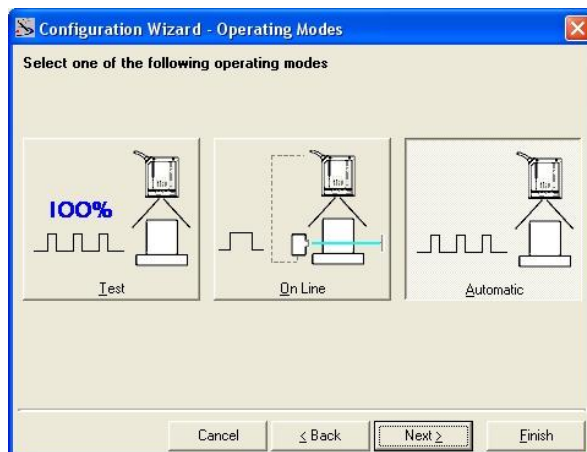 Configuration Wizard - Operating Modes
Select one of the following operating modes
100%
Test
On Line
Automatic
Cancel
< Back
Next >
Finish